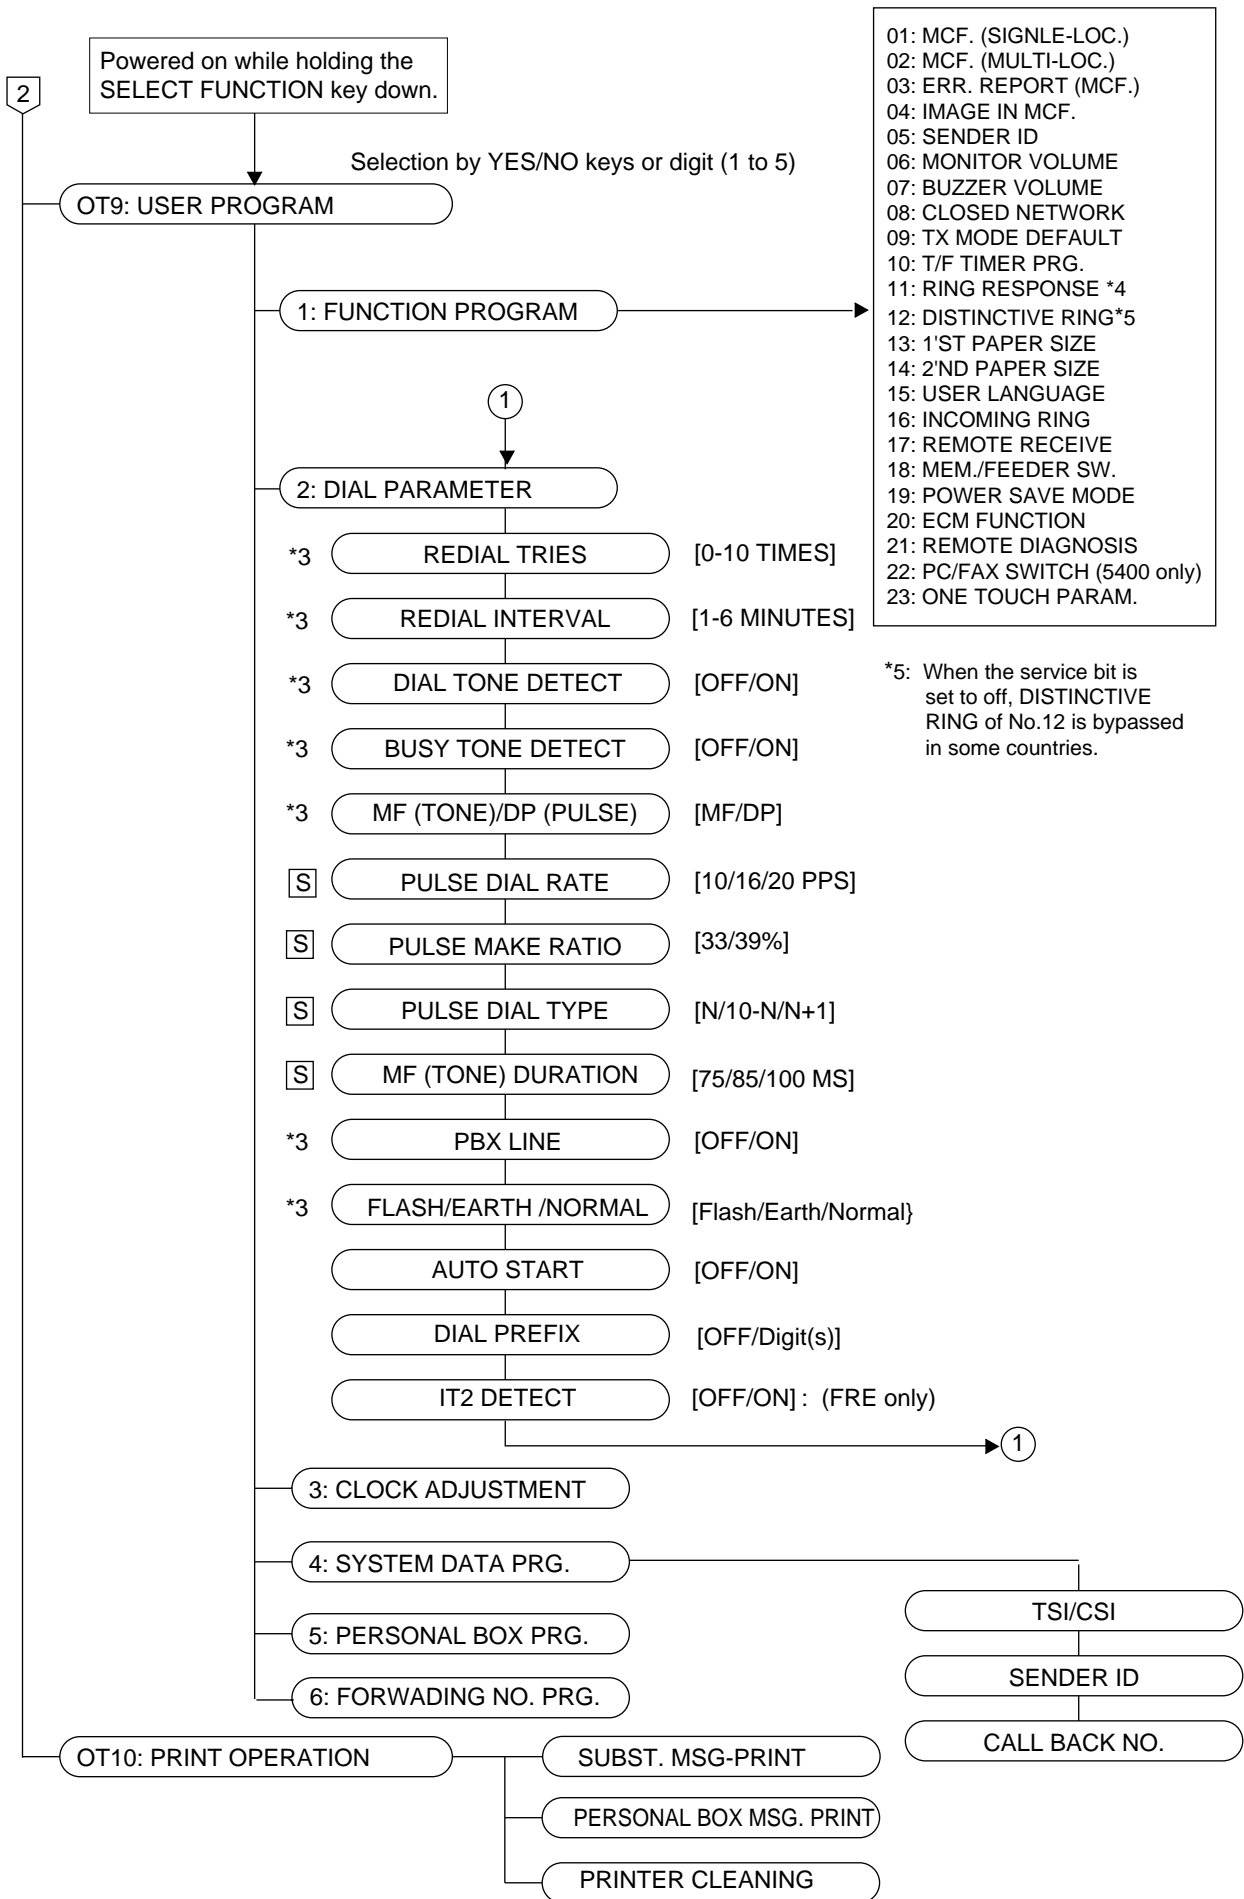 2
Powered on while holding the
SELECT FUNCTION key down.
Selection by YES/NO keys or digit (1 to 5)
OT9: USER PROGRAM
1: FUNCTION PROGRAM
01: MCF. (SIGNLE-LOC.)
02: MCF. (MULTI-LOC.)
03: ERR. REPORT (MCF.)
04: IMAGE IN MCF.
05: SENDER ID
06: MONITOR VOLUME
07: BUZZER VOLUME
08: CLOSED NETWORK
09: TX MODE DEFAULT
10: T/F TIMER PRG.
11: RING RESPONSE *4
12: DISTINCTIVE RING*5
13: 1'ST PAPER SIZE
14: 2'ND PAPER SIZE
15: USER LANGUAGE
16: INCOMING RING
17: REMOTE RECEIVE
18: MEM./FEEDER SW.
19: POWER SAVE MODE
20: ECM FUNCTION
21: REMOTE DIAGNOSIS
22: PC/FAX SWITCH (5400 only)
23: ONE TOUCH PARAM.
*5: When the service bit is
set to off, DISTINCTIVE
RING of No.12 is bypassed
in some countries.
1
2: DIAL PARAMETER
*3 REDIAL TRIES [0-10 TIMES]
*3 REDIAL INTERVAL [1-6 MINUTES]
*3 DIAL TONE DETECT [OFF/ON]
*3 BUSY TONE DETECT [OFF/ON]
*3 MF (TONE)/DP (PULSE) [MF/DP]
S PULSE DIAL RATE [10/16/20 PPS]
S PULSE MAKE RATIO [33/39%]
S PULSE DIAL TYPE [N/10-N/N+1]
S MF (TONE) DURATION [75/85/100 MS]
*3 PBX LINE [OFF/ON]
*3 FLASH/EARTH /NORMAL [Flash/Earth/Normal}
AUTO START [OFF/ON]
DIAL PREFIX [OFF/Digit(s)]
IT2 DETECT [OFF/ON] : (FRE only)
1
3: CLOCK ADJUSTMENT
4: SYSTEM DATA PRG.
TSI/CSI
SENDER ID
CALL BACK NO.
5: PERSONAL BOX PRG.
6: FORWADING NO. PRG.
OT10: PRINT OPERATION
SUBST. MSG-PRINT
PERSONAL BOX MSG. PRINT
PRINTER CLEANING